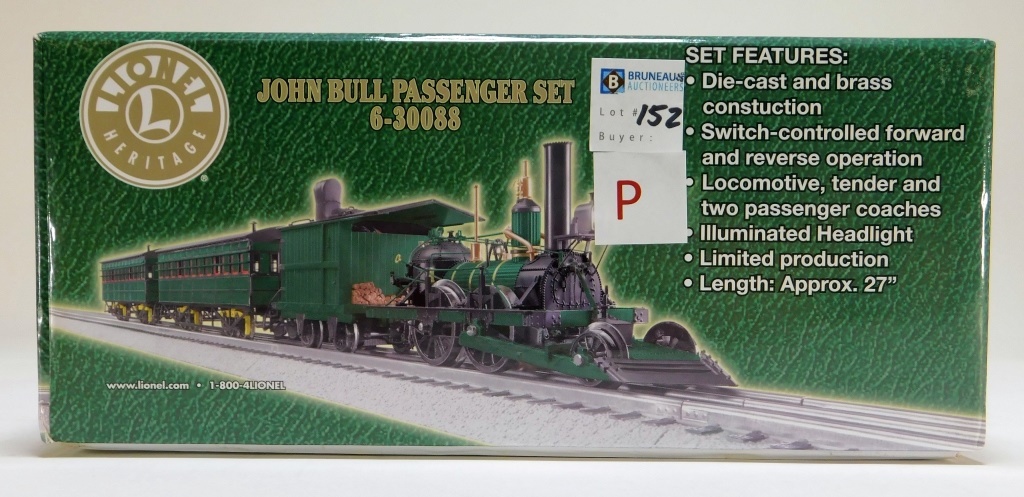 LIONEL
L
HERITAGE
®
JOHN BULL PASSENGER SET
6-30088
B BRUNEAU&
AUCTIONEERS
Lot #152
Buyer:
P
SET FEATURES:
• Die-cast and brass
constuction
• Switch-controlled forward
and reverse operation
• Locomotive, tender and
two passenger coaches
• Illuminated Headlight
• Limited production
• Length: Approx. 27"
www.lionel.com • 1-800-4LIONEL